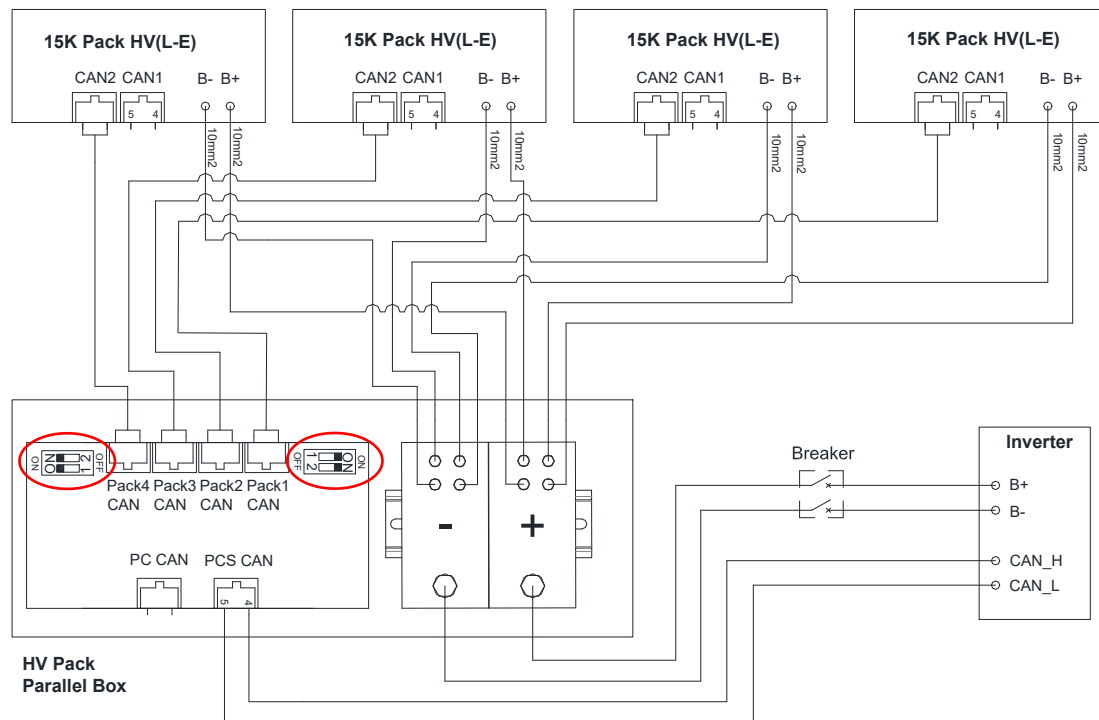 15K Pack HV(L-E)
15K Pack HV(L-E)
15K Pack HV(L-E)
15K Pack HV(L-E)
CAN2 CAN1 B- B+
CAN2 CAN1 B- B+
CAN2 CAN1 B- B+
CAN2 CAN1 B- B+
5 4
5 4
5 4
5 4
10mm2 10mm2
10mm2 10mm2
10mm2 10mm2
10mm2 10mm2
ON
ON
1 2
OFF
OFF
1 2
ON
ON
Pack4 Pack3 Pack2 Pack1
CAN CAN CAN CAN
PC CAN PCS CAN
5 4
- +
Breaker
Inverter
B+
B-
CAN_H
CAN_L
HV Pack
Parallel Box